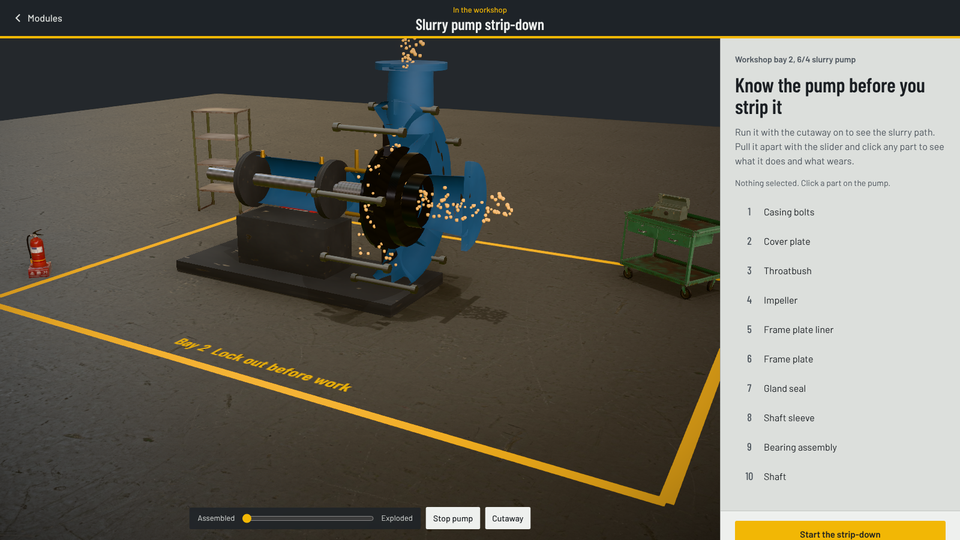 Modules
In the workshop
Slurry pump strip-down
Bay 2 Lock out before work
Assembled
Exploded
Stop pump
Cutaway
Workshop bay 2, 6/4 slurry pump
Know the pump before you
strip it
Run it with the cutaway on to see the slurry path.
Pull it apart with the slider and click any part to see
what it does and what wears.
Nothing selected. Click a part on the pump.
1 Casing bolts
2 Cover plate
3 Throatbush
4 Impeller
5 Frame plate liner
6 Frame plate
7 Gland seal
8 Shaft sleeve
9 Bearing assembly
10 Shaft
Start the strip-down